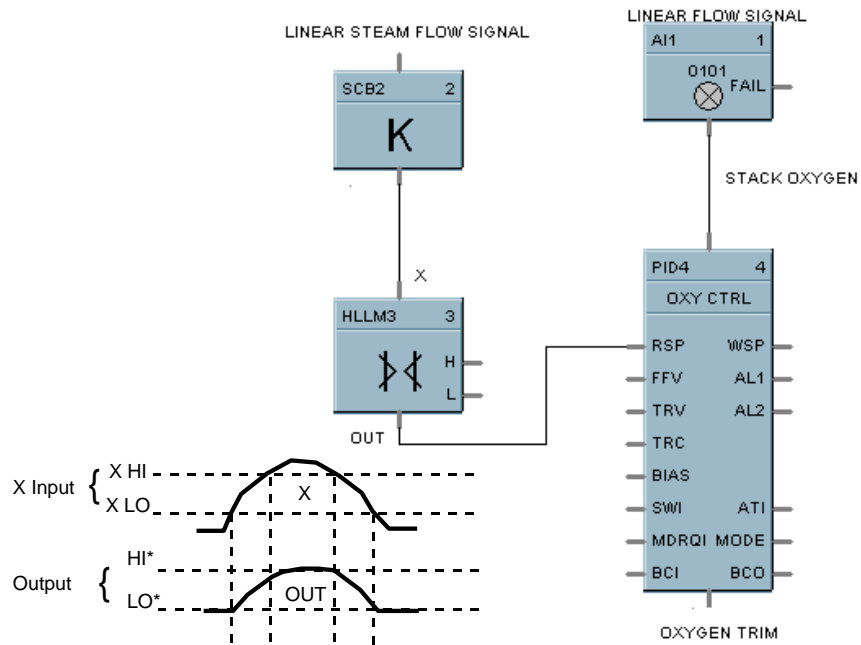 LINEAR STEAM FLOW SIGNAL
SCB2 2
K
X
HLLM3 3
H
L
OUT
LINEAR FLOW SIGNAL
AI1 1
0101
FAIL
STACK OXYGEN
PID4 4
OXY CTRL
RSP WSP
FFV AL1
TRV AL2
TRC
BIAS
SWI ATI
MDRQI MODE
BCI BCO
OXYGEN TRIM
X Input { X HI
X LO
X
Output { HI*
LO*
OUT